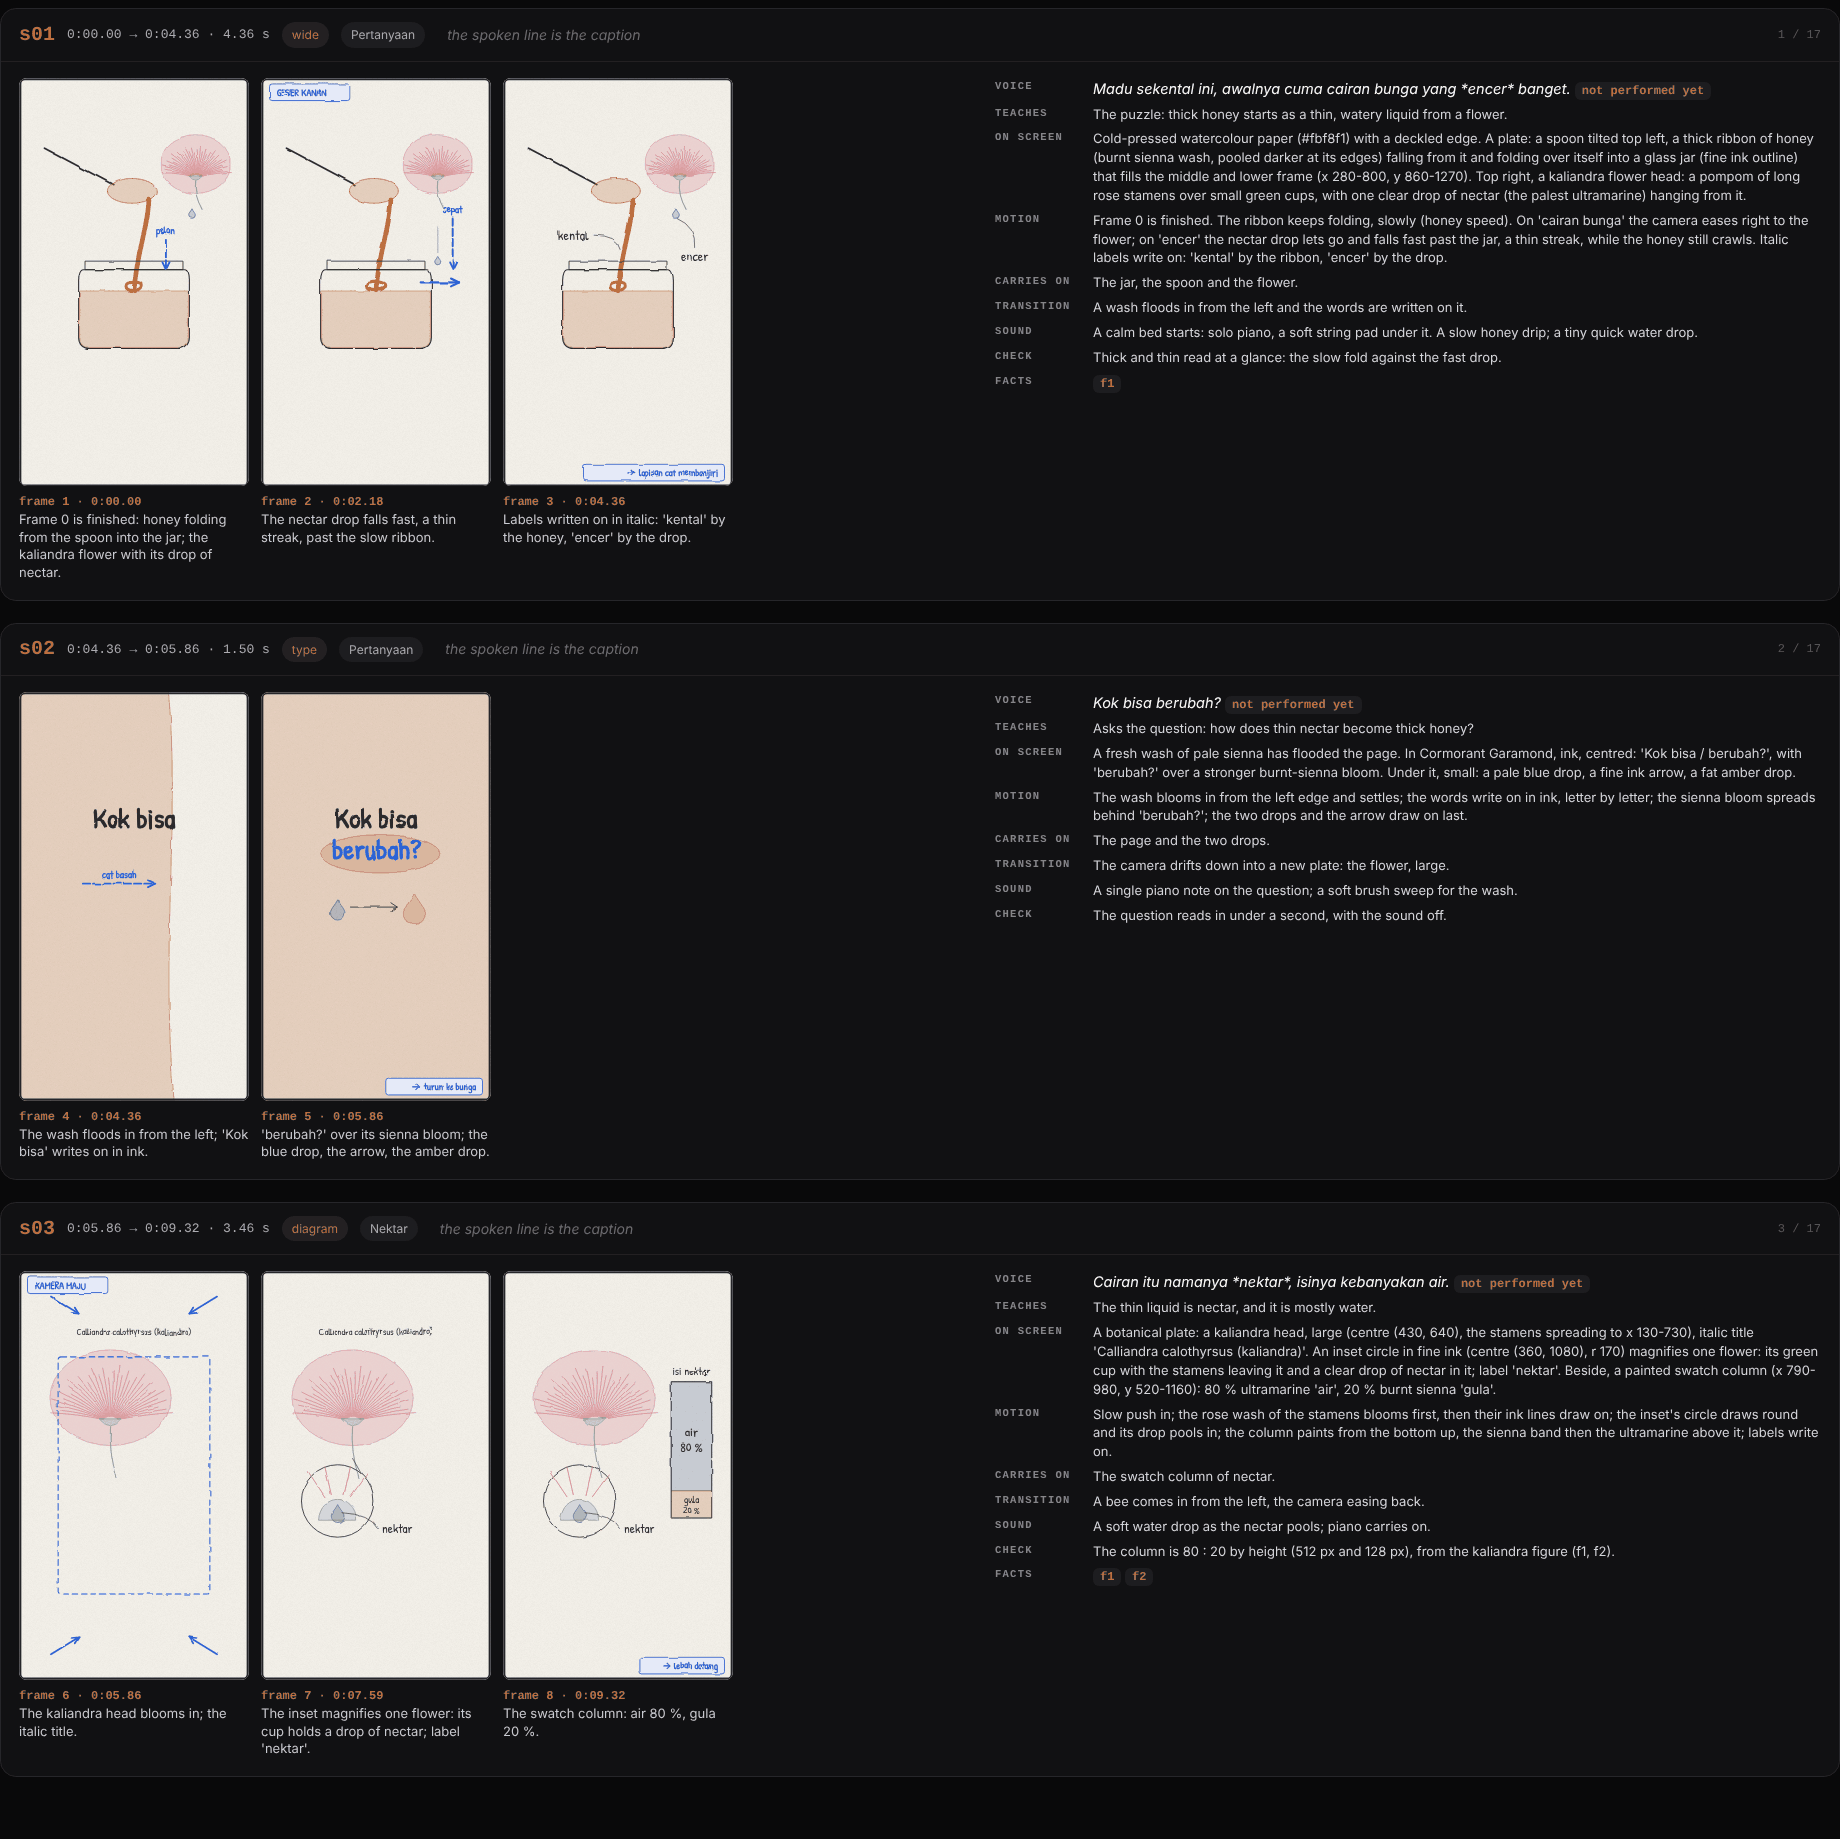 s01 0:00.00 → 0:04.36 · 4.36 s wide Pertanyaan the spoken line is the caption 1 / 17
pelan
GESER KANAN
cepat
kental
encer
→ lapisan cat membanjiri
frame 1 · 0:00.00
Frame 0 is finished: honey folding
from the spoon into the jar; the
kaliandra flower with its drop of
nectar.
frame 2 · 0:02.18
The nectar drop falls fast, a thin
streak, past the slow ribbon.
frame 3 · 0:04.36
Labels written on in italic: 'kental' by
the honey, 'encer' by the drop.
VOICE Madu sekental ini, awalnya cuma cairan bunga yang *encer* banget. not performed yet
TEACHES The puzzle: thick honey starts as a thin, watery liquid from a flower.
ON SCREEN Cold-pressed watercolour paper (#fbf8f1) with a deckled edge. A plate: a spoon tilted top left, a thick ribbon of honey
(burnt sienna wash, pooled darker at its edges) falling from it and folding over itself into a glass jar (fine ink outline)
that fills the middle and lower frame (x 280-800, y 860-1270). Top right, a kaliandra flower head: a pompom of long
rose stamens over small green cups, with one clear drop of nectar (the palest ultramarine) hanging from it.
MOTION Frame 0 is finished. The ribbon keeps folding, slowly (honey speed). On 'cairan bunga' the camera eases right to the
flower; on 'encer' the nectar drop lets go and falls fast past the jar, a thin streak, while the honey still crawls. Italic
labels write on: 'kental' by the ribbon, 'encer' by the drop.
CARRIES ON The jar, the spoon and the flower.
TRANSITION A wash floods in from the left and the words are written on it.
SOUND A calm bed starts: solo piano, a soft string pad under it. A slow honey drip; a tiny quick water drop.
CHECK Thick and thin read at a glance: the slow fold against the fast drop.
FACTS f1
s02 0:04.36 → 0:05.86 · 1.50 s type Pertanyaan the spoken line is the caption 2 / 17
Kok bisa
cat basah
Kok bisa
berubah?
→ turun ke bunga
frame 4 · 0:04.36
The wash floods in from the left; 'Kok
bisa' writes on in ink.
frame 5 · 0:05.86
'berubah?' over its sienna bloom; the
blue drop, the arrow, the amber drop.
VOICE Kok bisa berubah? not performed yet
TEACHES Asks the question: how does thin nectar become thick honey?
ON SCREEN A fresh wash of pale sienna has flooded the page. In Cormorant Garamond, ink, centred: 'Kok bisa / berubah?', with
'berubah?' over a stronger burnt-sienna bloom. Under it, small: a pale blue drop, a fine ink arrow, a fat amber drop.
MOTION The wash blooms in from the left edge and settles; the words write on in ink, letter by letter; the sienna bloom spreads
behind 'berubah?'; the two drops and the arrow draw on last.
CARRIES ON The page and the two drops.
TRANSITION The camera drifts down into a new plate: the flower, large.
SOUND A single piano note on the question; a soft brush sweep for the wash.
CHECK The question reads in under a second, with the sound off.
s03 0:05.86 → 0:09.32 · 3.46 s diagram Nektar the spoken line is the caption 3 / 17
KAMERA MAJU
Calliandra calothyrsus (kaliandra)
Calliandra calothyrsus (kaliandra)
nektar
isi nektar
air
80 %
gula
20 %
nektar
→ lebah datang
frame 6 · 0:05.86
The kaliandra head blooms in; the
italic title.
frame 7 · 0:07.59
The inset magnifies one flower: its
cup holds a drop of nectar; label
'nektar'.
frame 8 · 0:09.32
The swatch column: air 80 %, gula
20 %.
VOICE Cairan itu namanya *nektar*, isinya kebanyakan air. not performed yet
TEACHES The thin liquid is nectar, and it is mostly water.
ON SCREEN A botanical plate: a kaliandra head, large (centre (430, 640), the stamens spreading to x 130-730), italic title
'Calliandra calothyrsus (kaliandra)'. An inset circle in fine ink (centre (360, 1080), r 170) magnifies one flower: its green
cup with the stamens leaving it and a clear drop of nectar in it; label 'nektar'. Beside, a painted swatch column (x 790-
980, y 520-1160): 80 % ultramarine 'air', 20 % burnt sienna 'gula'.
MOTION Slow push in; the rose wash of the stamens blooms first, then their ink lines draw on; the inset's circle draws round
and its drop pools in; the column paints from the bottom up, the sienna band then the ultramarine above it; labels write
on.
CARRIES ON The swatch column of nectar.
TRANSITION A bee comes in from the left, the camera easing back.
SOUND A soft water drop as the nectar pools; piano carries on.
CHECK The column is 80 : 20 by height (512 px and 128 px), from the kaliandra figure (f1, f2).
FACTS f1 f2